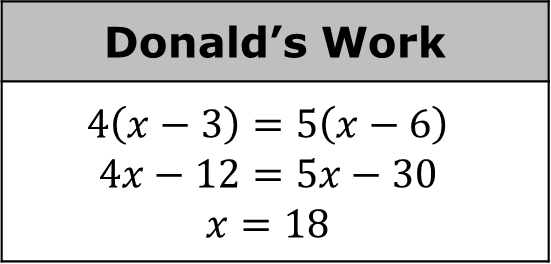 Donald’s Work
4(x − 3) = 5(x − 6)
4x − 12 = 5x − 30
x = 18